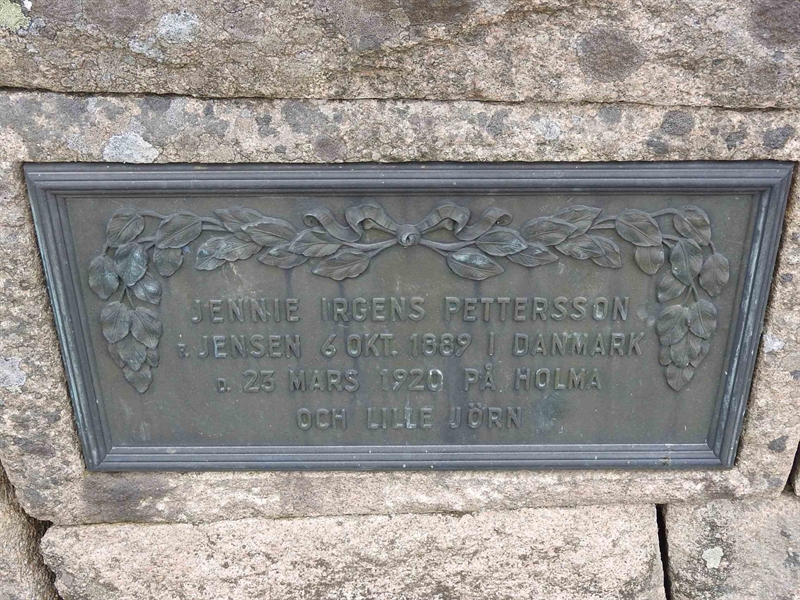 JENNIE IRGENS PETTERSSON
F. JENSEN 6 OKT. 1889 I DANMARK
D. 23 MARS 1920 PÅ HOLMA
OCH LILLE JÖRN